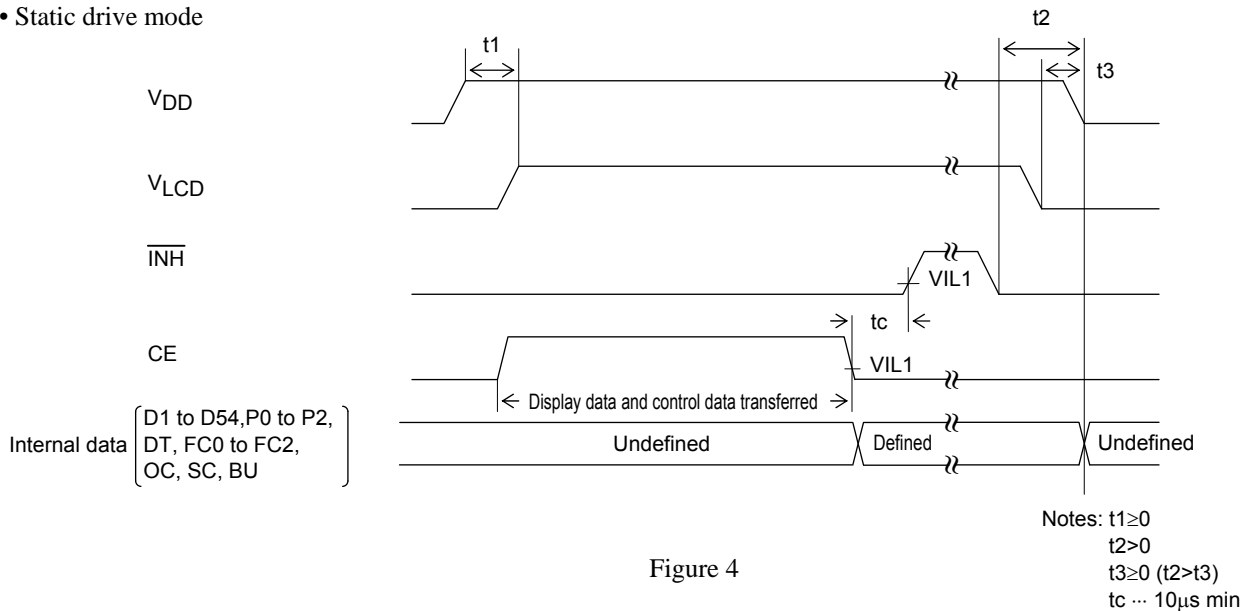 • Static drive mode
t1
t2
t3
VDD
VLCD
INH
VIL1
tc
CE
VIL1
Display data and control data transferred
Internal data
D1 to D54,P0 to P2,
DT, FC0 to FC2,
OC, SC, BU
Undefined
Defined
Undefined
Notes: t1≥0
t2>0
t3≥0 (t2>t3)
tc ··· 10μs min
Figure 4